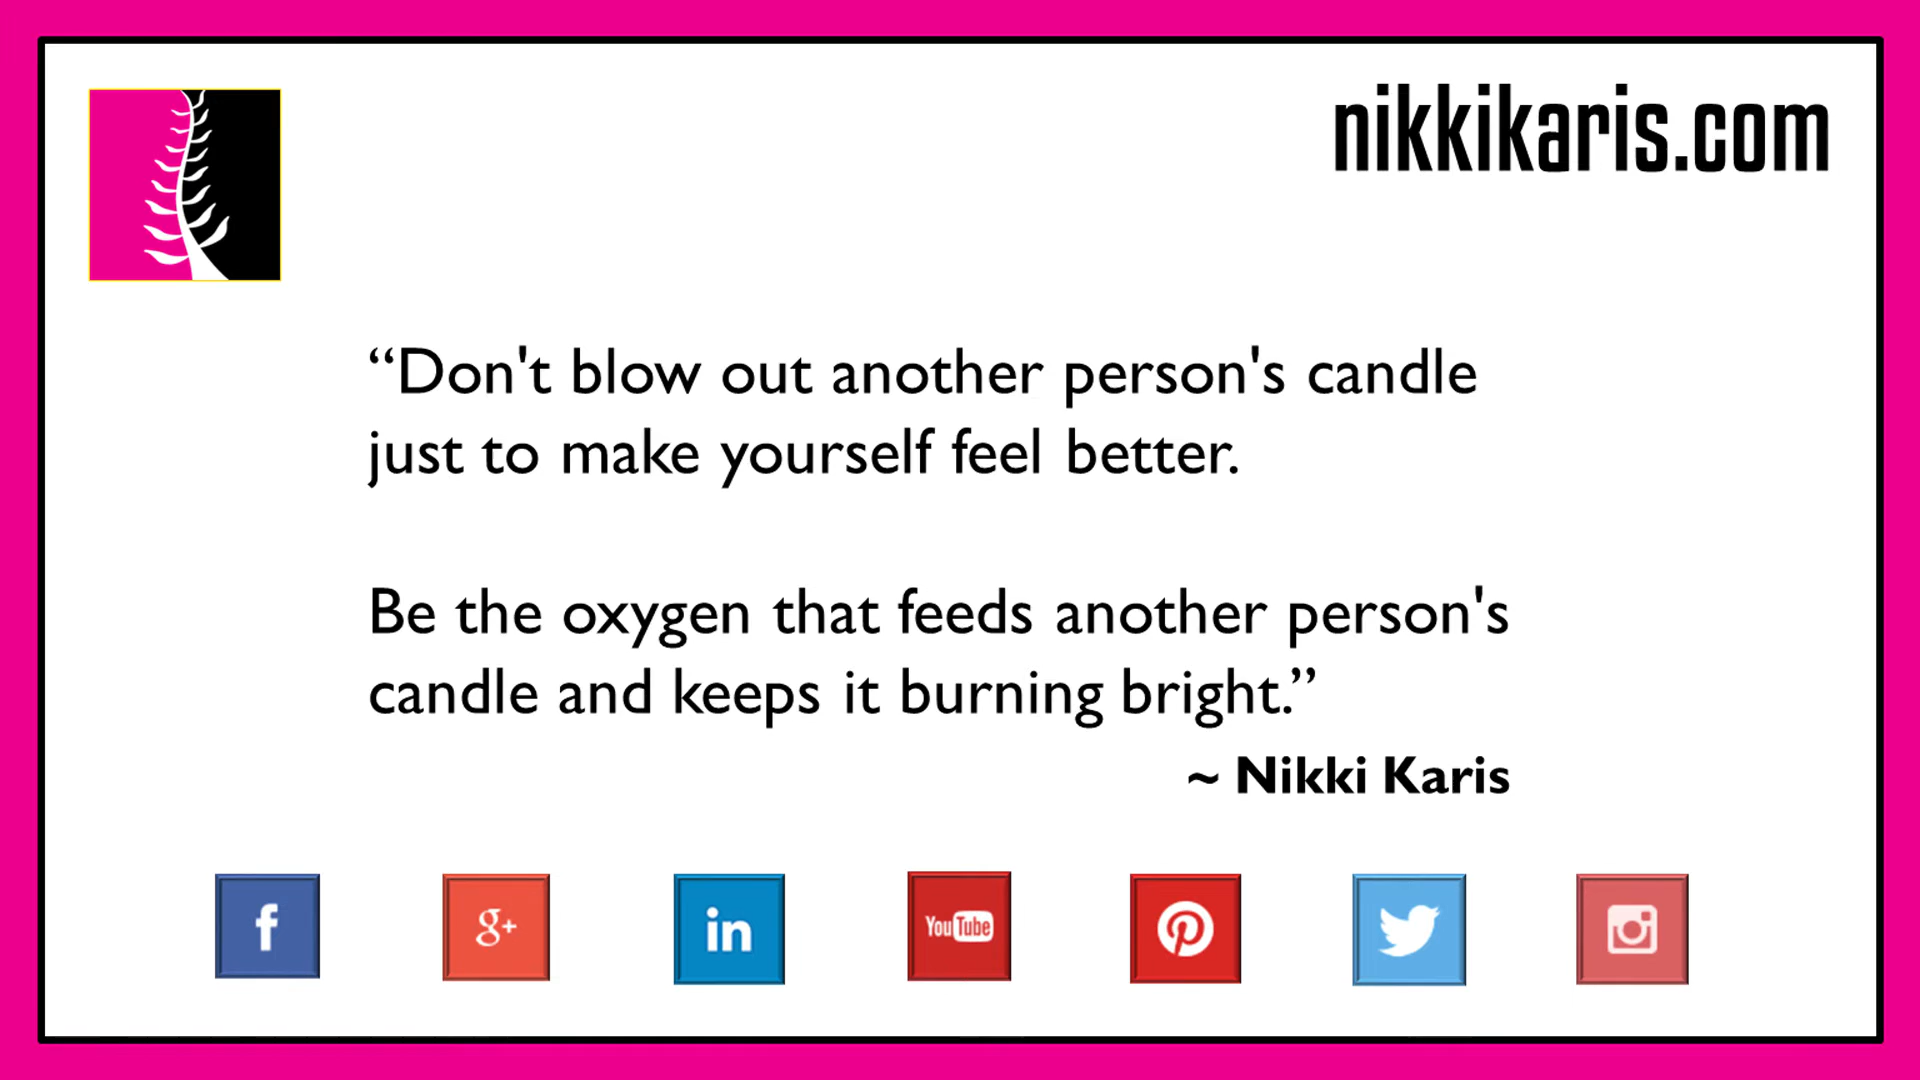 nikkikaris.com
“Don't blow out another person's candle
just to make yourself feel better.
Be the oxygen that feeds another person's
candle and keeps it burning bright.”
~ Nikki Karis
f
g+
in
YouTube